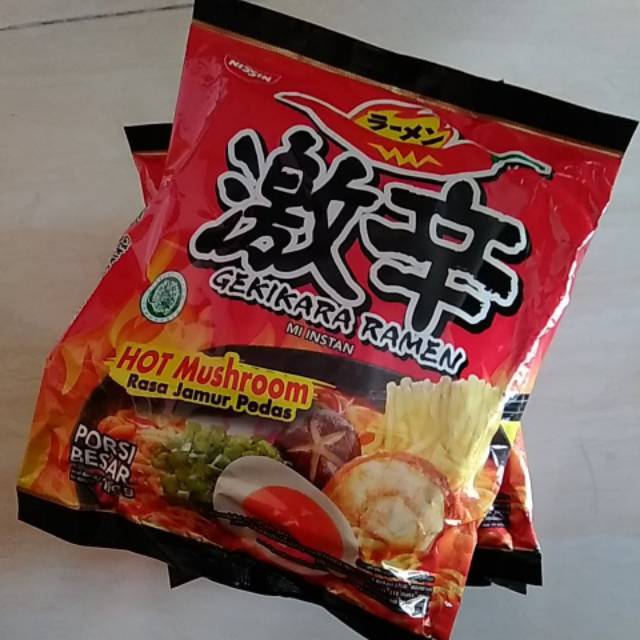 NISSIN
ラーメン
激辛
GEKIKARA RAMEN
MI INSTAN
HOT Mushroom
Rasa Jamur Pedas
PORSI
BESAR